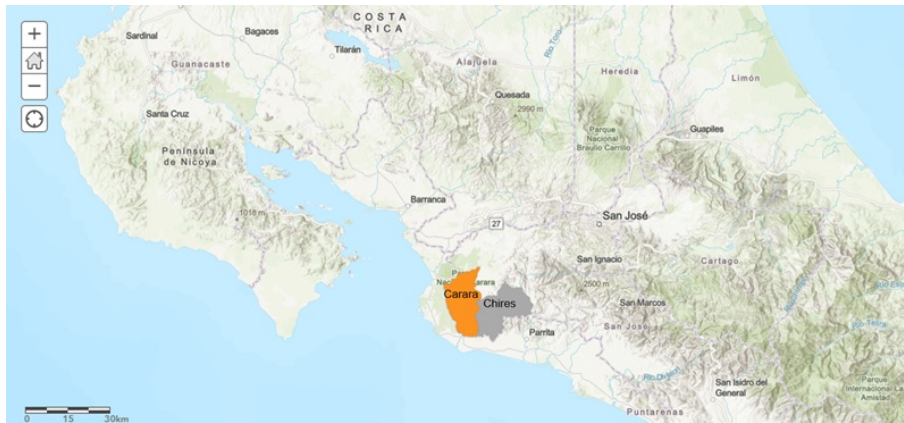 +
−
COSTA
RICA
Sardinal
Bagaces
Tilarán
Guanacaste
Alajuela
Heredia
Limón
Quesada
2990 m
Guapiles
Santa Cruz
Parque
Nacional
Braulio Carrillo
Península
de Nicoya
Barranca
1018 m
27
San José
San Ignacio
Cartago
2500 m
Carara
Chires
San Marcos
San José
Parrita
San Isidro del
General
Parque
Internacional La
Amistad
Puntarenas
0 15 30km